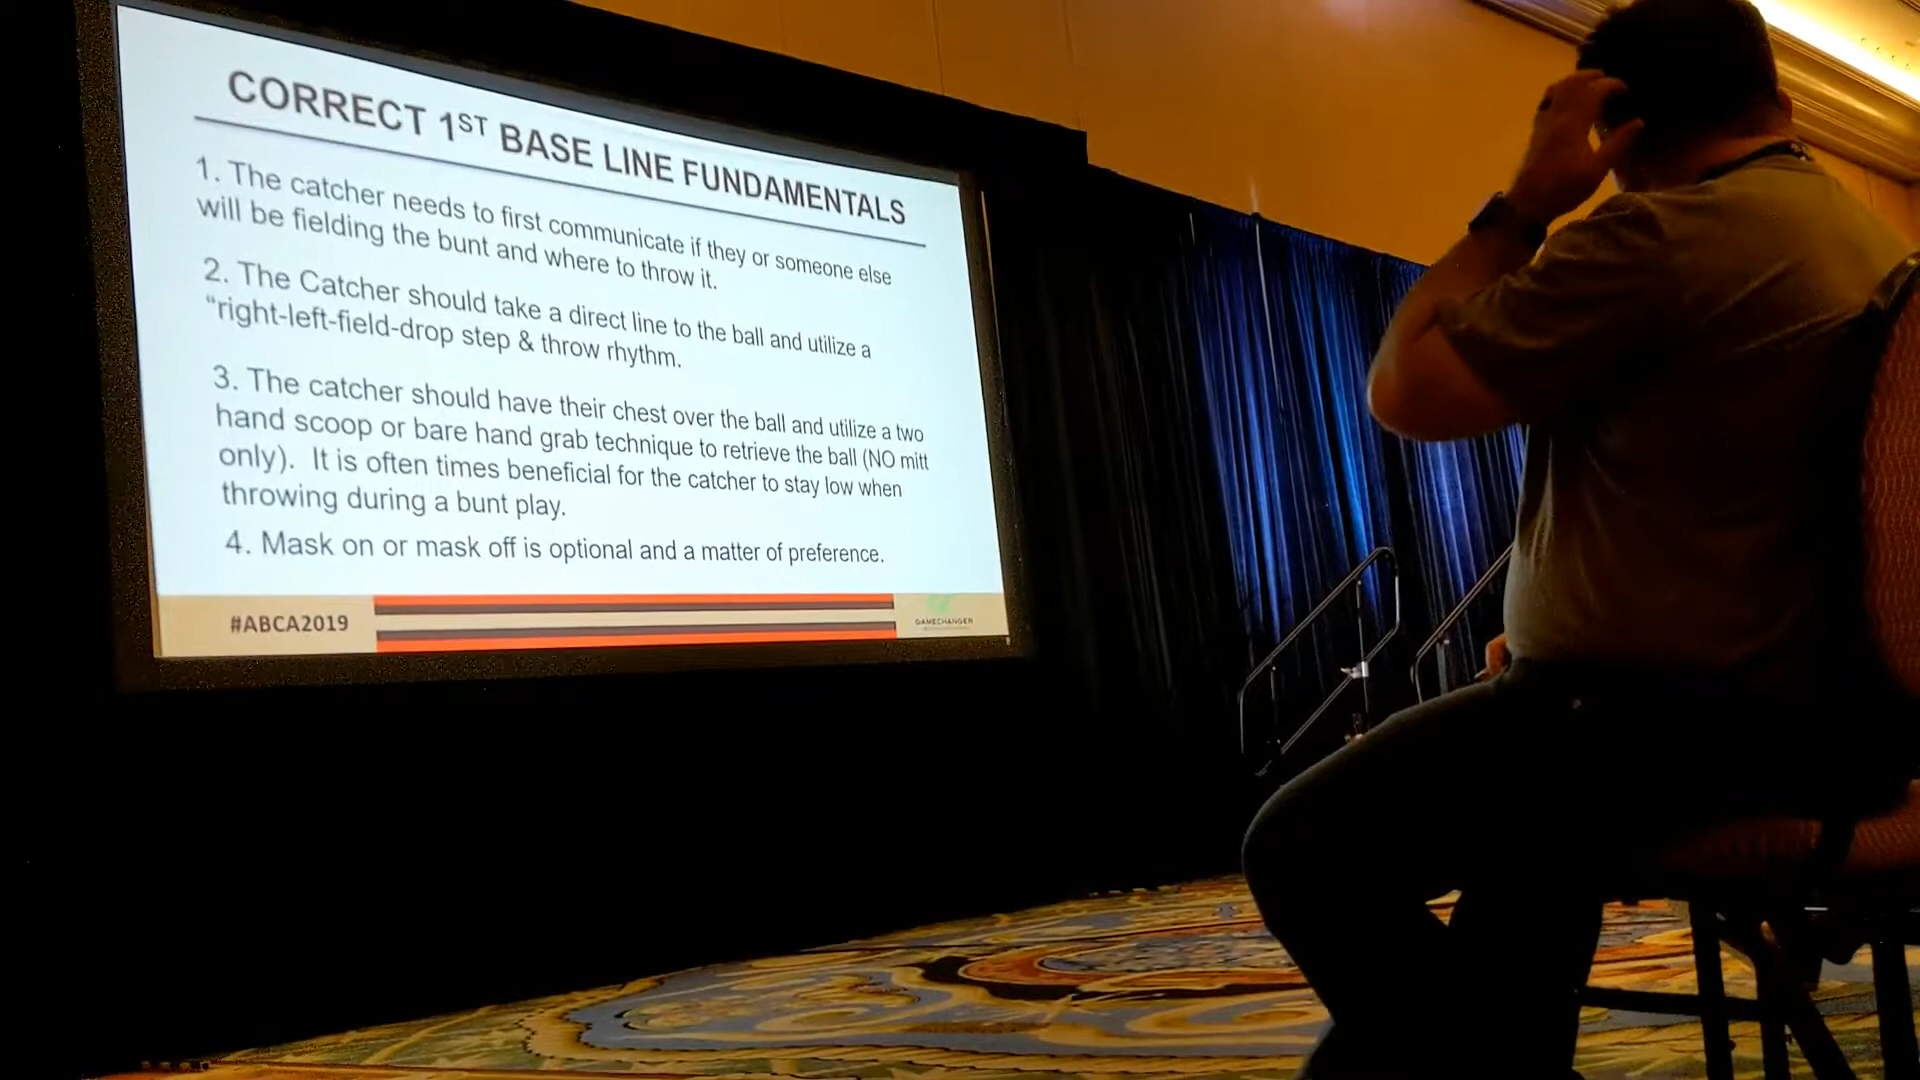 CORRECT 1ST BASE LINE FUNDAMENTALS
1. The catcher needs to first communicate if they or someone else
will be fielding the bunt and where to throw it.
2. The Catcher should take a direct line to the ball and utilize a
“right-left-field-drop step & throw rhythm.
3. The catcher should have their chest over the ball and utilize a two
hand scoop or bare hand grab technique to retrieve the ball (NO mitt
only). It is often times beneficial for the catcher to stay low when
throwing during a bunt play.
4. Mask on or mask off is optional and a matter of preference.
#ABCA2019
GAMECHANGER